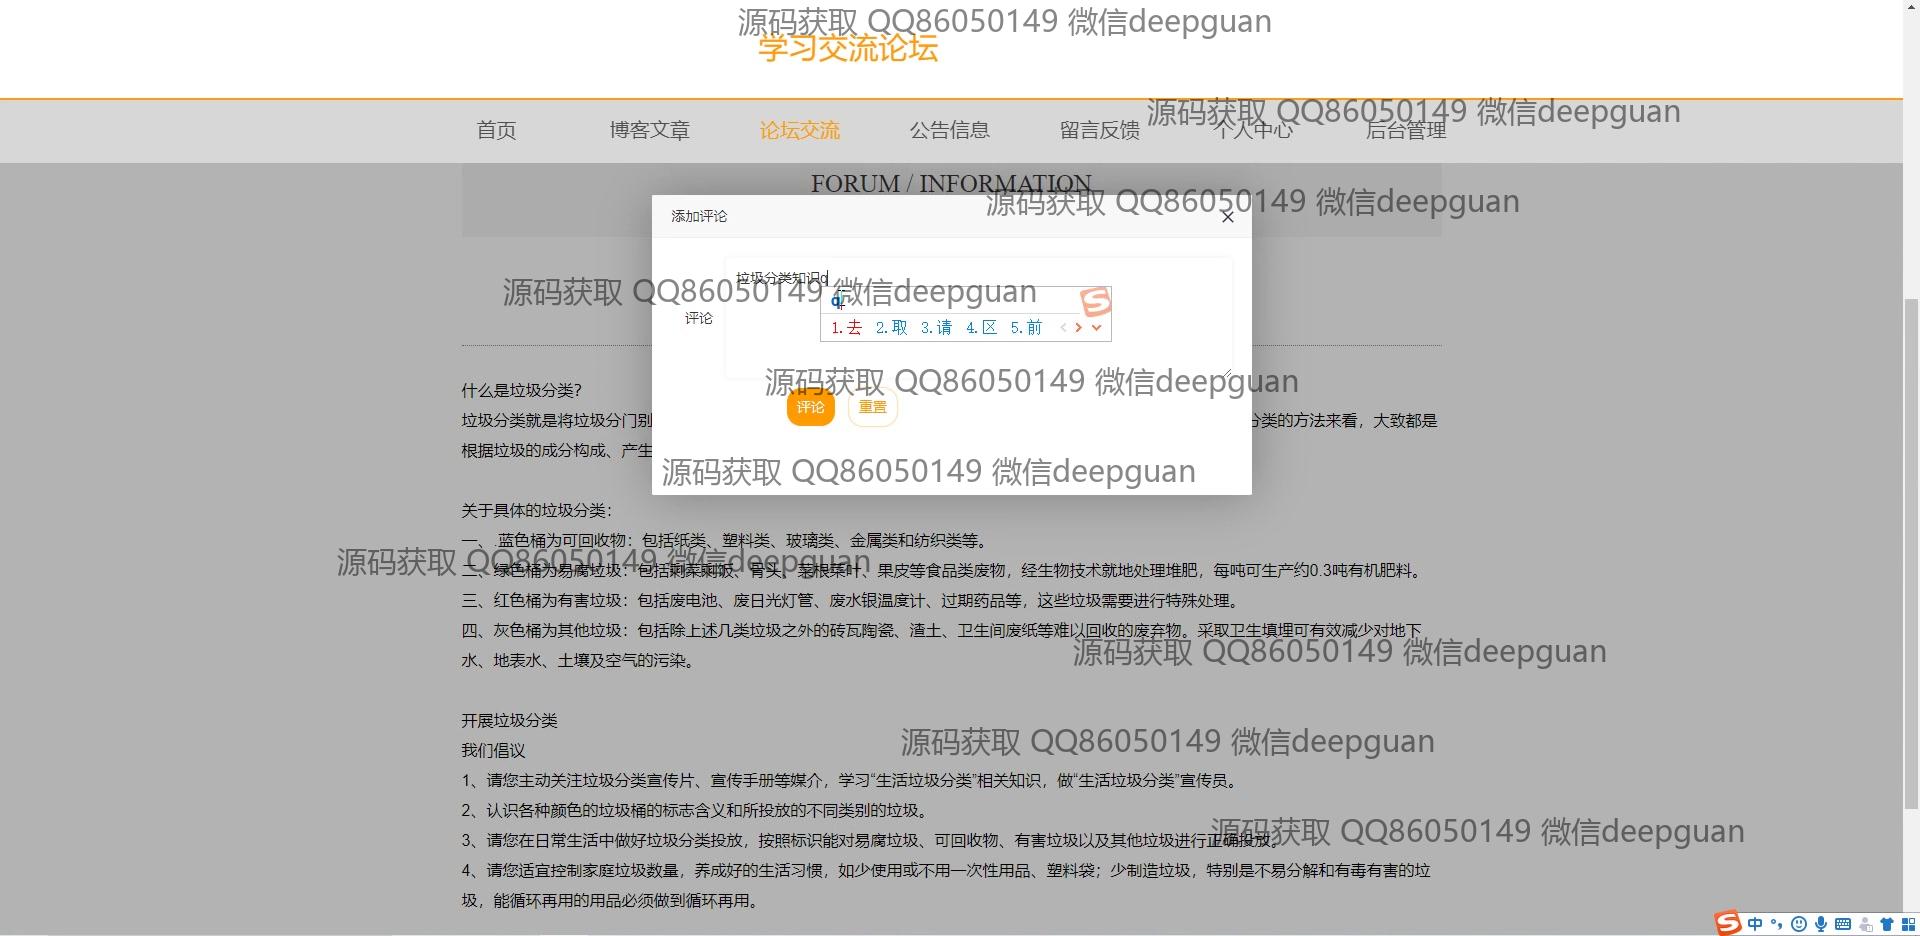 源码获取 QQ86050149 微信deepguan
学习交流论坛
源码获取 QQ86050149 微信deepguan
首页 博客文章 论坛交流 公告信息 留言反馈 个人中心 后台管理
FORUM / INFORMATION
源码获取 QQ86050149 微信deepguan
添加评论
垃圾分类知识q
源码获取 QQ86050149 微信deepguan
q
评论
1.去 2.取 3.请 4.区 5.前
源码获取 QQ86050149 微信deepguan
什么是垃圾分类？
评论 重置
垃圾分类就是将垃圾分门别 分类的方法来看，大致都是
根据垃圾的成分构成、产生
源码获取 QQ86050149 微信deepguan
关于具体的垃圾分类：
一、.蓝色桶为可回收物：包括纸类、塑料类、玻璃类、金属类和纺织类等。
源码获取 QQ86050149 微信deepguan
二、绿色桶为易腐垃圾：包括剩菜剩饭、骨头、菜根菜叶、果皮等食品类废物，经生物技术就地处理堆肥，每吨可生产约0.3吨有机肥料。
三、红色桶为有害垃圾：包括废电池、废日光灯管、废水银温度计、过期药品等，这些垃圾需要进行特殊处理。
四、灰色桶为其他垃圾：包括除上述几类垃圾之外的砖瓦陶瓷、渣土、卫生间废纸等难以回收的废弃物。采取卫生填埋可有效减少对地下
源码获取 QQ86050149 微信deepguan
水、地表水、土壤及空气的污染。
开展垃圾分类
源码获取 QQ86050149 微信deepguan
我们倡议
1、请您主动关注垃圾分类宣传片、宣传手册等媒介，学习“生活垃圾分类”相关知识，做“生活垃圾分类”宣传员。
2、认识各种颜色的垃圾桶的标志含义和所投放的不同类别的垃圾。
源码获取 QQ86050149 微信deepguan
3、请您在日常生活中做好垃圾分类投放，按照标识能对易腐垃圾、可回收物、有害垃圾以及其他垃圾进行正确投放。
4、请您适宜控制家庭垃圾数量，养成好的生活习惯，如少使用或不用一次性用品、塑料袋；少制造垃圾，特别是不易分解和有毒有害的垃
圾，能循环再用的用品必须做到循环再用。
中